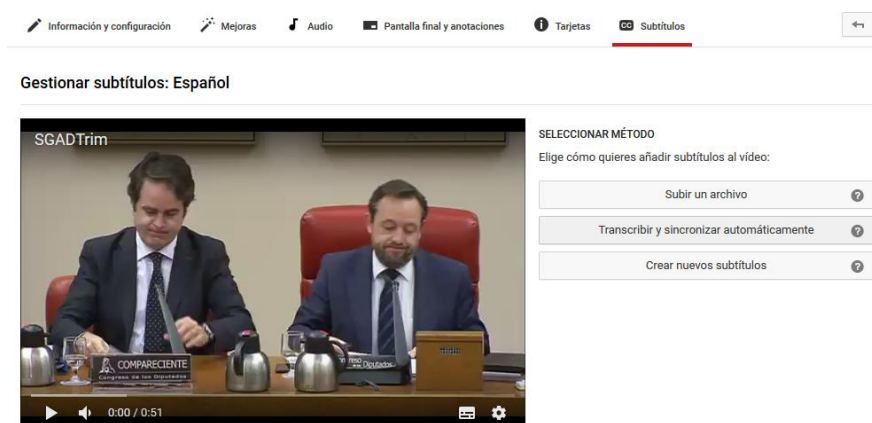 Información y configuración
Mejoras
Audio
Pantalla final y anotaciones
Tarjetas
CC Subtítulos
Gestionar subtítulos: Español
SGADTrim
COMPARECIENTE
Congreso de los Diputados
Diputados
0:00 / 0:51
SELECCIONAR MÉTODO
Elige cómo quieres añadir subtítulos al vídeo:
Subir un archivo
Transcribir y sincronizar automáticamente
Crear nuevos subtítulos